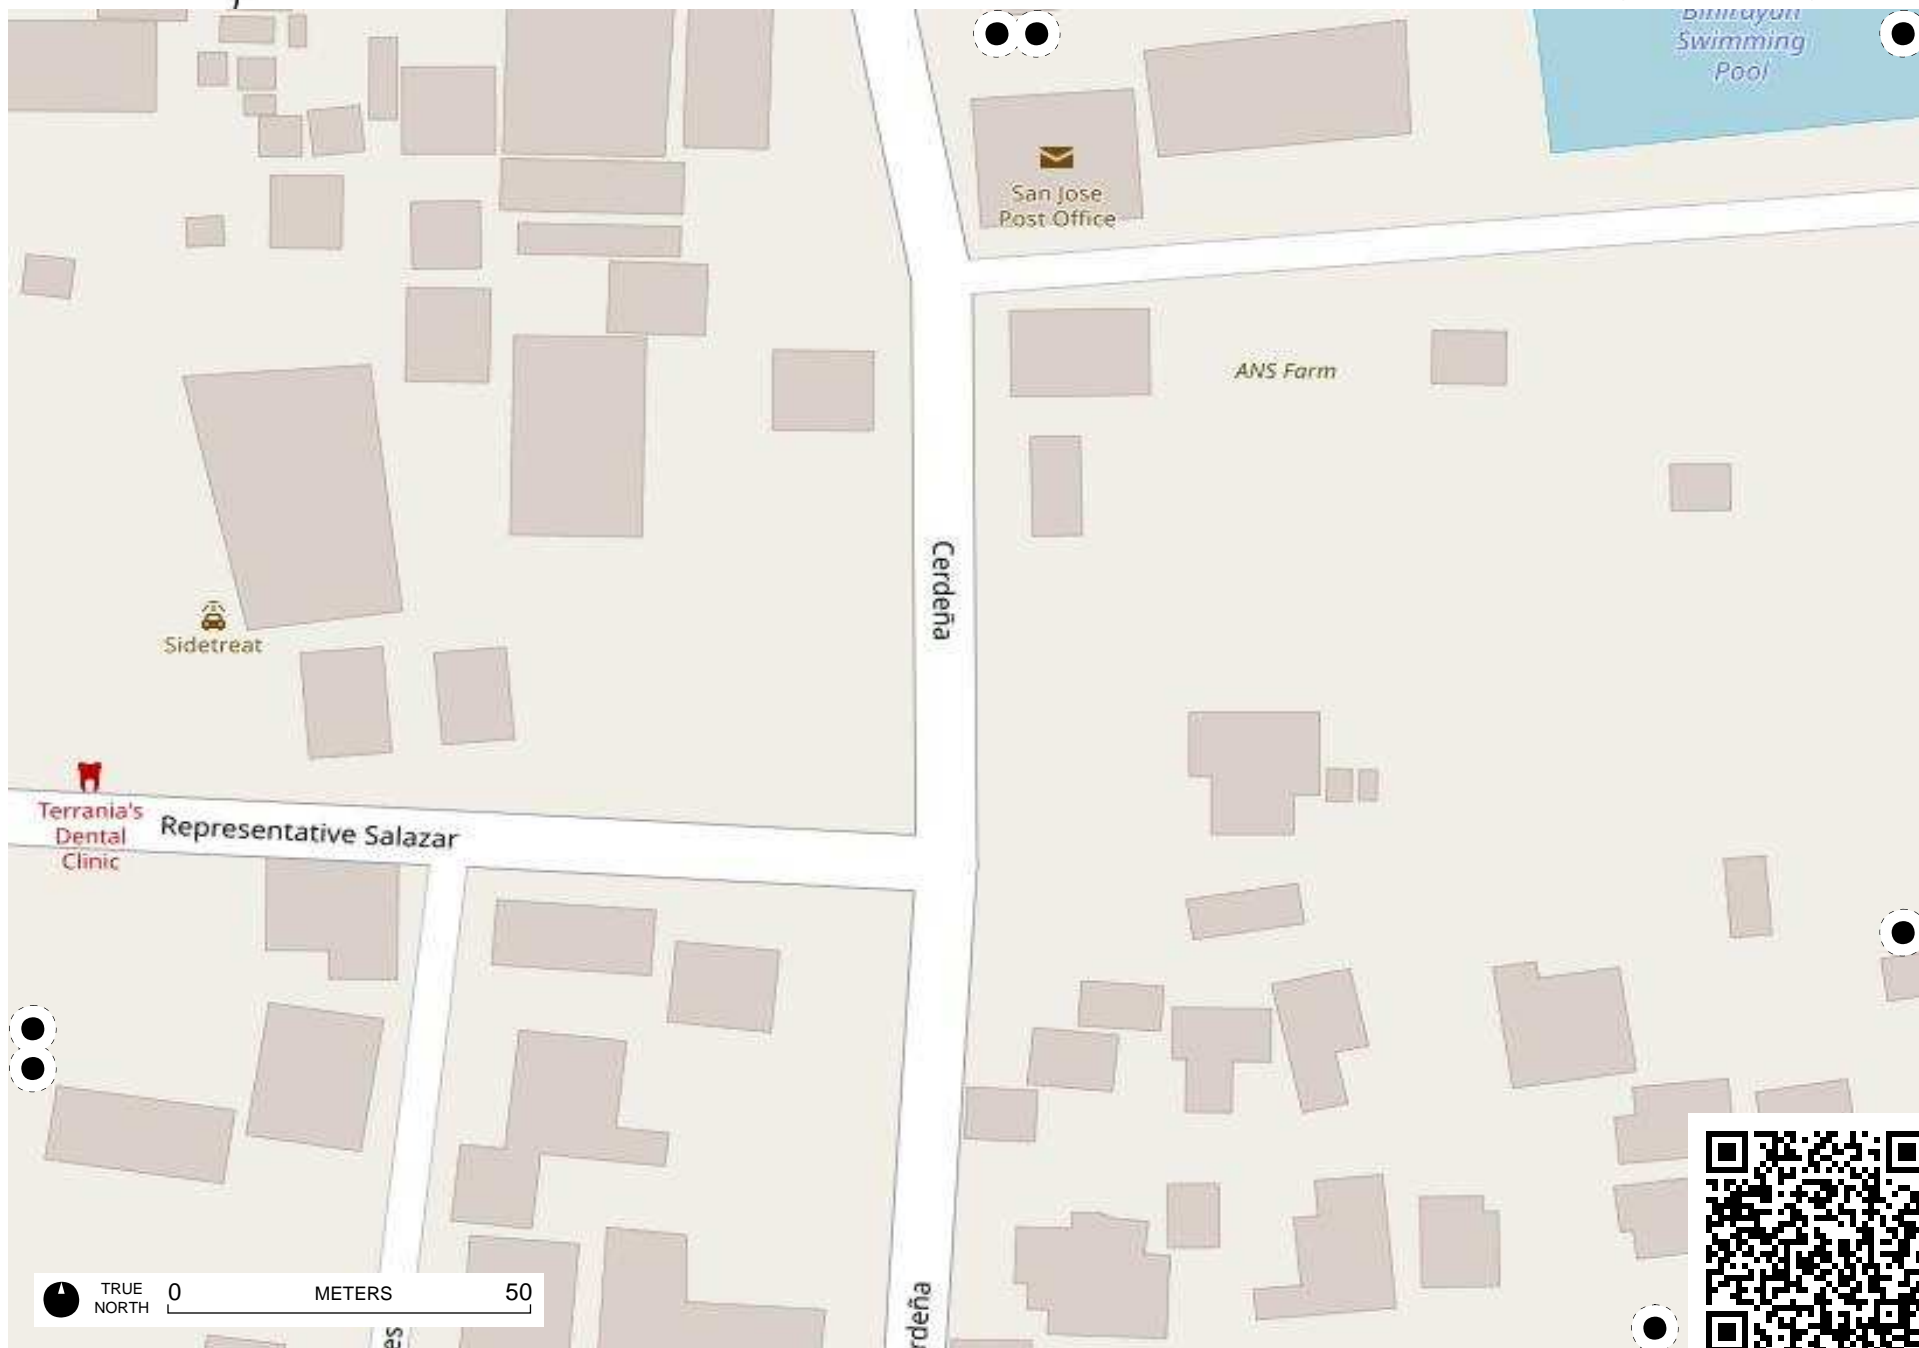 Swimming
Pool
San Jose
Post Office
ANS Farm
Cerdeña
Sidetreat
Terrania's
Dental
Clinic
Representative Salazar
TRUE
NORTH
0
METERS
50